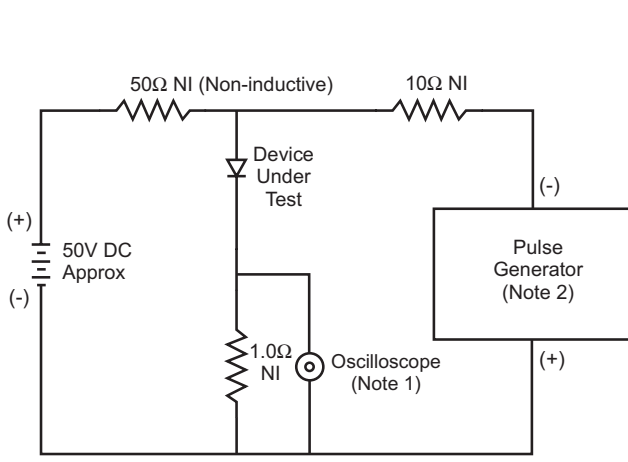 50Ω NI (Non-inductive)
10Ω NI
Device
Under
Test
(-)
(+)
50V DC
Approx
(-)
Pulse
Generator
(Note 2)
1.0Ω
NI
Oscilloscope
(Note 1)
(+)